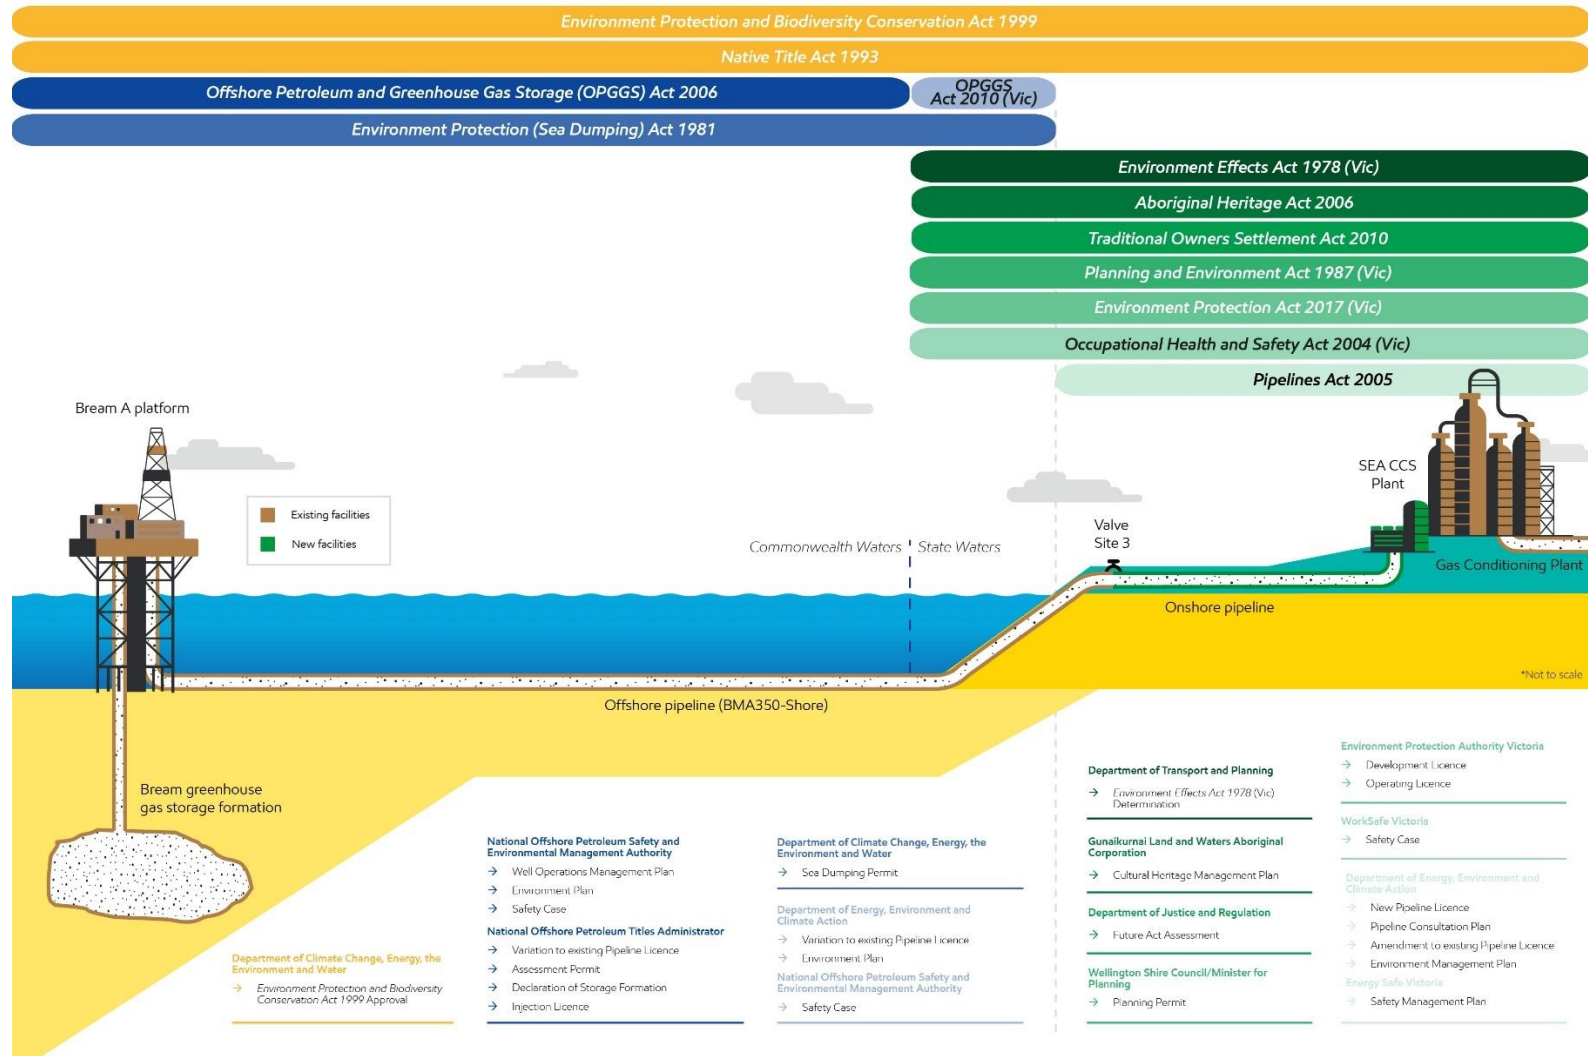 Environment Protection and Biodiversity Conservation Act 1999
Native Title Act 1993
Offshore Petroleum and Greenhouse Gas Storage (OPGGS) Act 2006
OPGGS
Act 2010 (Vic)
Environment Protection (Sea Dumping) Act 1981
Environment Effects Act 1978 (Vic)
Aboriginal Heritage Act 2006
Traditional Owners Settlement Act 2010
Planning and Environment Act 1987 (Vic)
Environment Protection Act 2017 (Vic)
Occupational Health and Safety Act 2004 (Vic)
Pipelines Act 2005
Bream A platform
Existing facilities
New facilities
Commonwealth Waters
State Waters
Valve
Site 3
SEA CCS
Plant
Gas Conditioning Plant
Onshore pipeline
*Not to scale
Offshore pipeline (BMA350-Shore)
Bream greenhouse
gas storage formation
Department of Climate Change, Energy, the
Environment and Water
→ Environment Protection and Biodiversity
Conservation Act 1999 Approval
National Offshore Petroleum Safety and
Environmental Management Authority
→ Well Operations Management Plan
→ Environment Plan
→ Safety Case
National Offshore Petroleum Titles Administrator
→ Variation to existing Pipeline Licence
→ Assessment Permit
→ Declaration of Storage Formation
→ Injection Licence
Department of Climate Change, Energy, the
Environment and Water
→ Sea Dumping Permit
Department of Energy, Environment and
Climate Action
→ Variation to existing Pipeline Licence
→ Environment Plan
National Offshore Petroleum Safety and
Environmental Management Authority
→ Safety Case
Department of Transport and Planning
→ Environment Effects Act 1978 (Vic)
Determination
Gunaikurnai Land and Waters Aboriginal
Corporation
→ Cultural Heritage Management Plan
Department of Justice and Regulation
→ Future Act Assessment
Wellington Shire Council/Minister for
Planning
→ Planning Permit
Environment Protection Authority Victoria
→ Development Licence
→ Operating Licence
WorkSafe Victoria
→ Safety Case
Department of Energy, Environment and
Climate Action
→ New Pipeline Licence
→ Pipeline Consultation Plan
→ Amendment to existing Pipeline Licence
→ Environment Management Plan
Energy Safe Victoria
→ Safety Management Plan